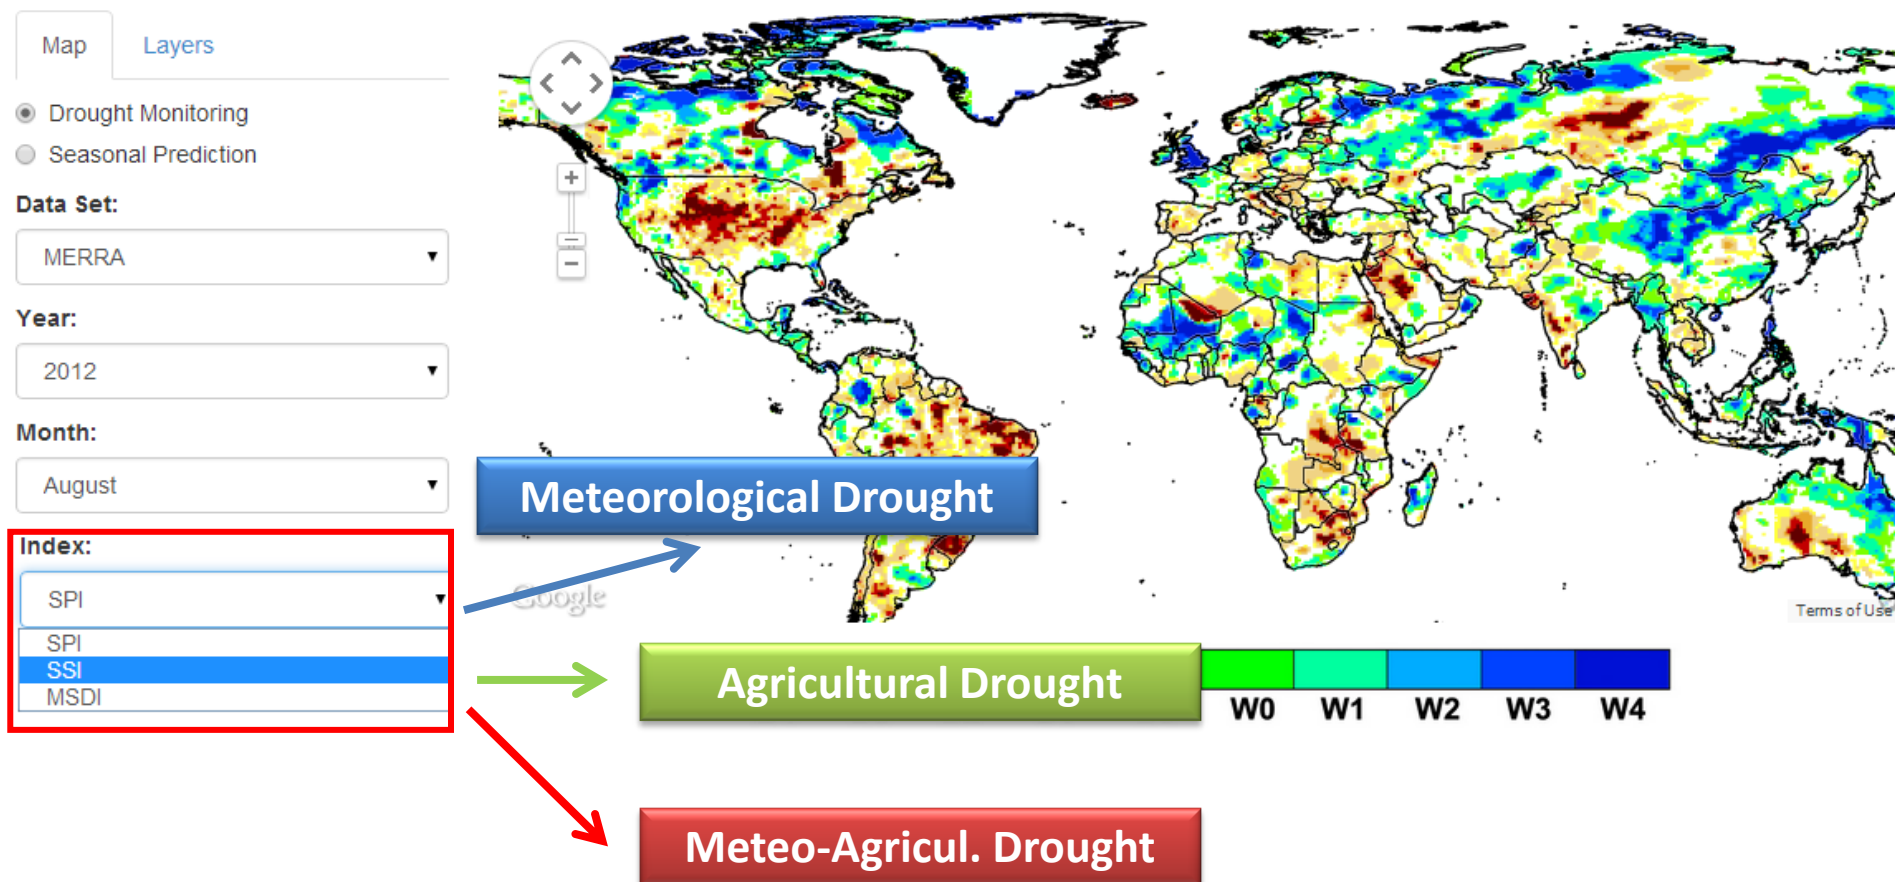 Map Layers
Drought Monitoring
Seasonal Prediction
Data Set:
MERRA
Year:
2012
Month:
August
Index:
SPI
SPI
SSI
MSDI
Meteorological Drought
Google
Terms of Use
Agricultural Drought
W0 W1 W2 W3 W4
Meteo-Agricul. Drought